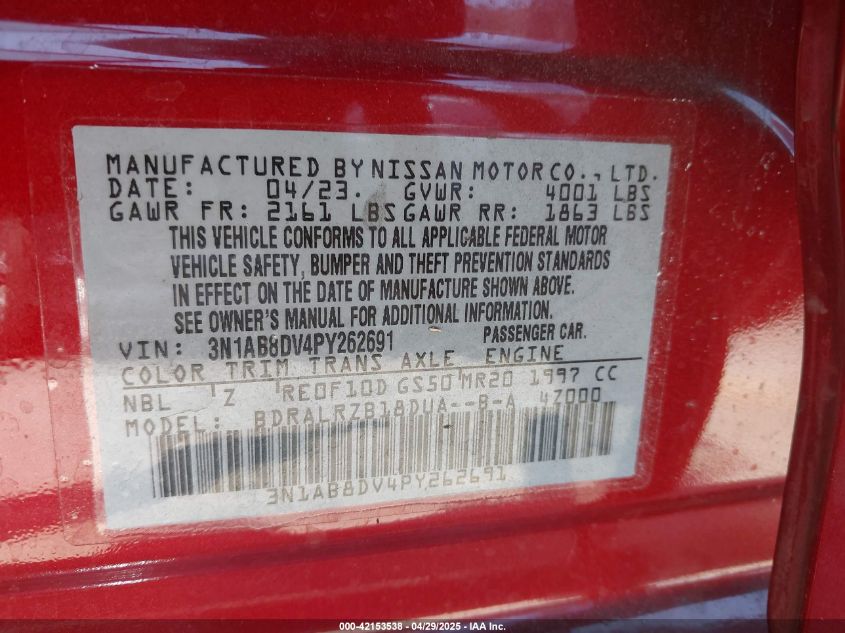 MANUFACTURED BY NISSAN MOTOR CO., LTD.
DATE: 04/23. GVWR: 4001 LBS
GAWR FR: 2161 LBS GAWR RR: 1863 LBS
THIS VEHICLE CONFORMS TO ALL APPLICABLE FEDERAL MOTOR
VEHICLE SAFETY, BUMPER AND THEFT PREVENTION STANDARDS
IN EFFECT ON THE DATE OF MANUFACTURE SHOWN ABOVE.
SEE OWNER'S MANUAL FOR ADDITIONAL INFORMATION.
VIN: 3N1AB8DV4PY262691 PASSENGER CAR.
COLOR TRIM TRANS AXLE ENGINE
NBL Z RE0F10D GS50 MR20 1997 CC
MODEL: BDRALRZB18DUA--B-A 4Z000
3N1AB8DV4PY262691
000-42153538 - 04/29/2025 - IAA Inc.